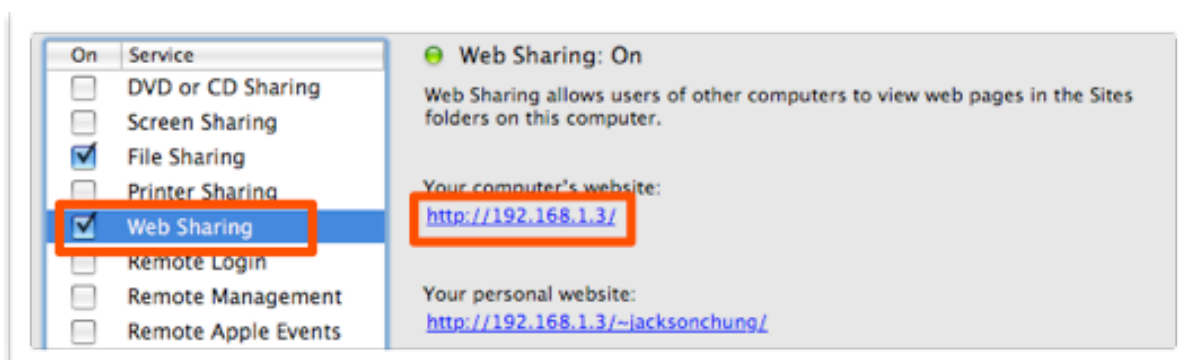 On Service
DVD or CD Sharing
Screen Sharing
File Sharing
Printer Sharing
Web Sharing
Remote Login
Remote Management
Remote Apple Events
Web Sharing: On
Web Sharing allows users of other computers to view web pages in the Sites
folders on this computer.
Your computer's website:
http://192.168.1.3/
Your personal website:
http://192.168.1.3/~jacksonchung/